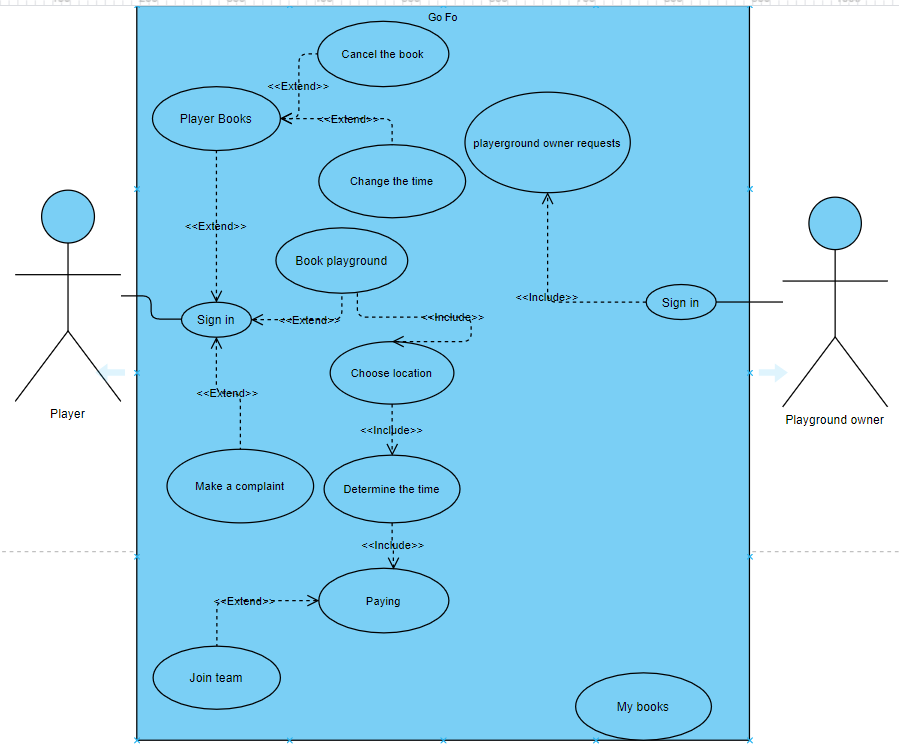 Go Fo
Cancel the book
<<Extend>>
Player Books
<<Extend>>
playerground owner requests
Change the time
<<Extend>>
Book playground
<<Include>>
Sign in
Sign in
<<Extend>>
<<Include>>
Choose location
<<Extend>>
Player
Playground owner
<<Include>>
Make a complaint
Determine the time
<<Include>>
<<Extend>>
Paying
Join team
My books